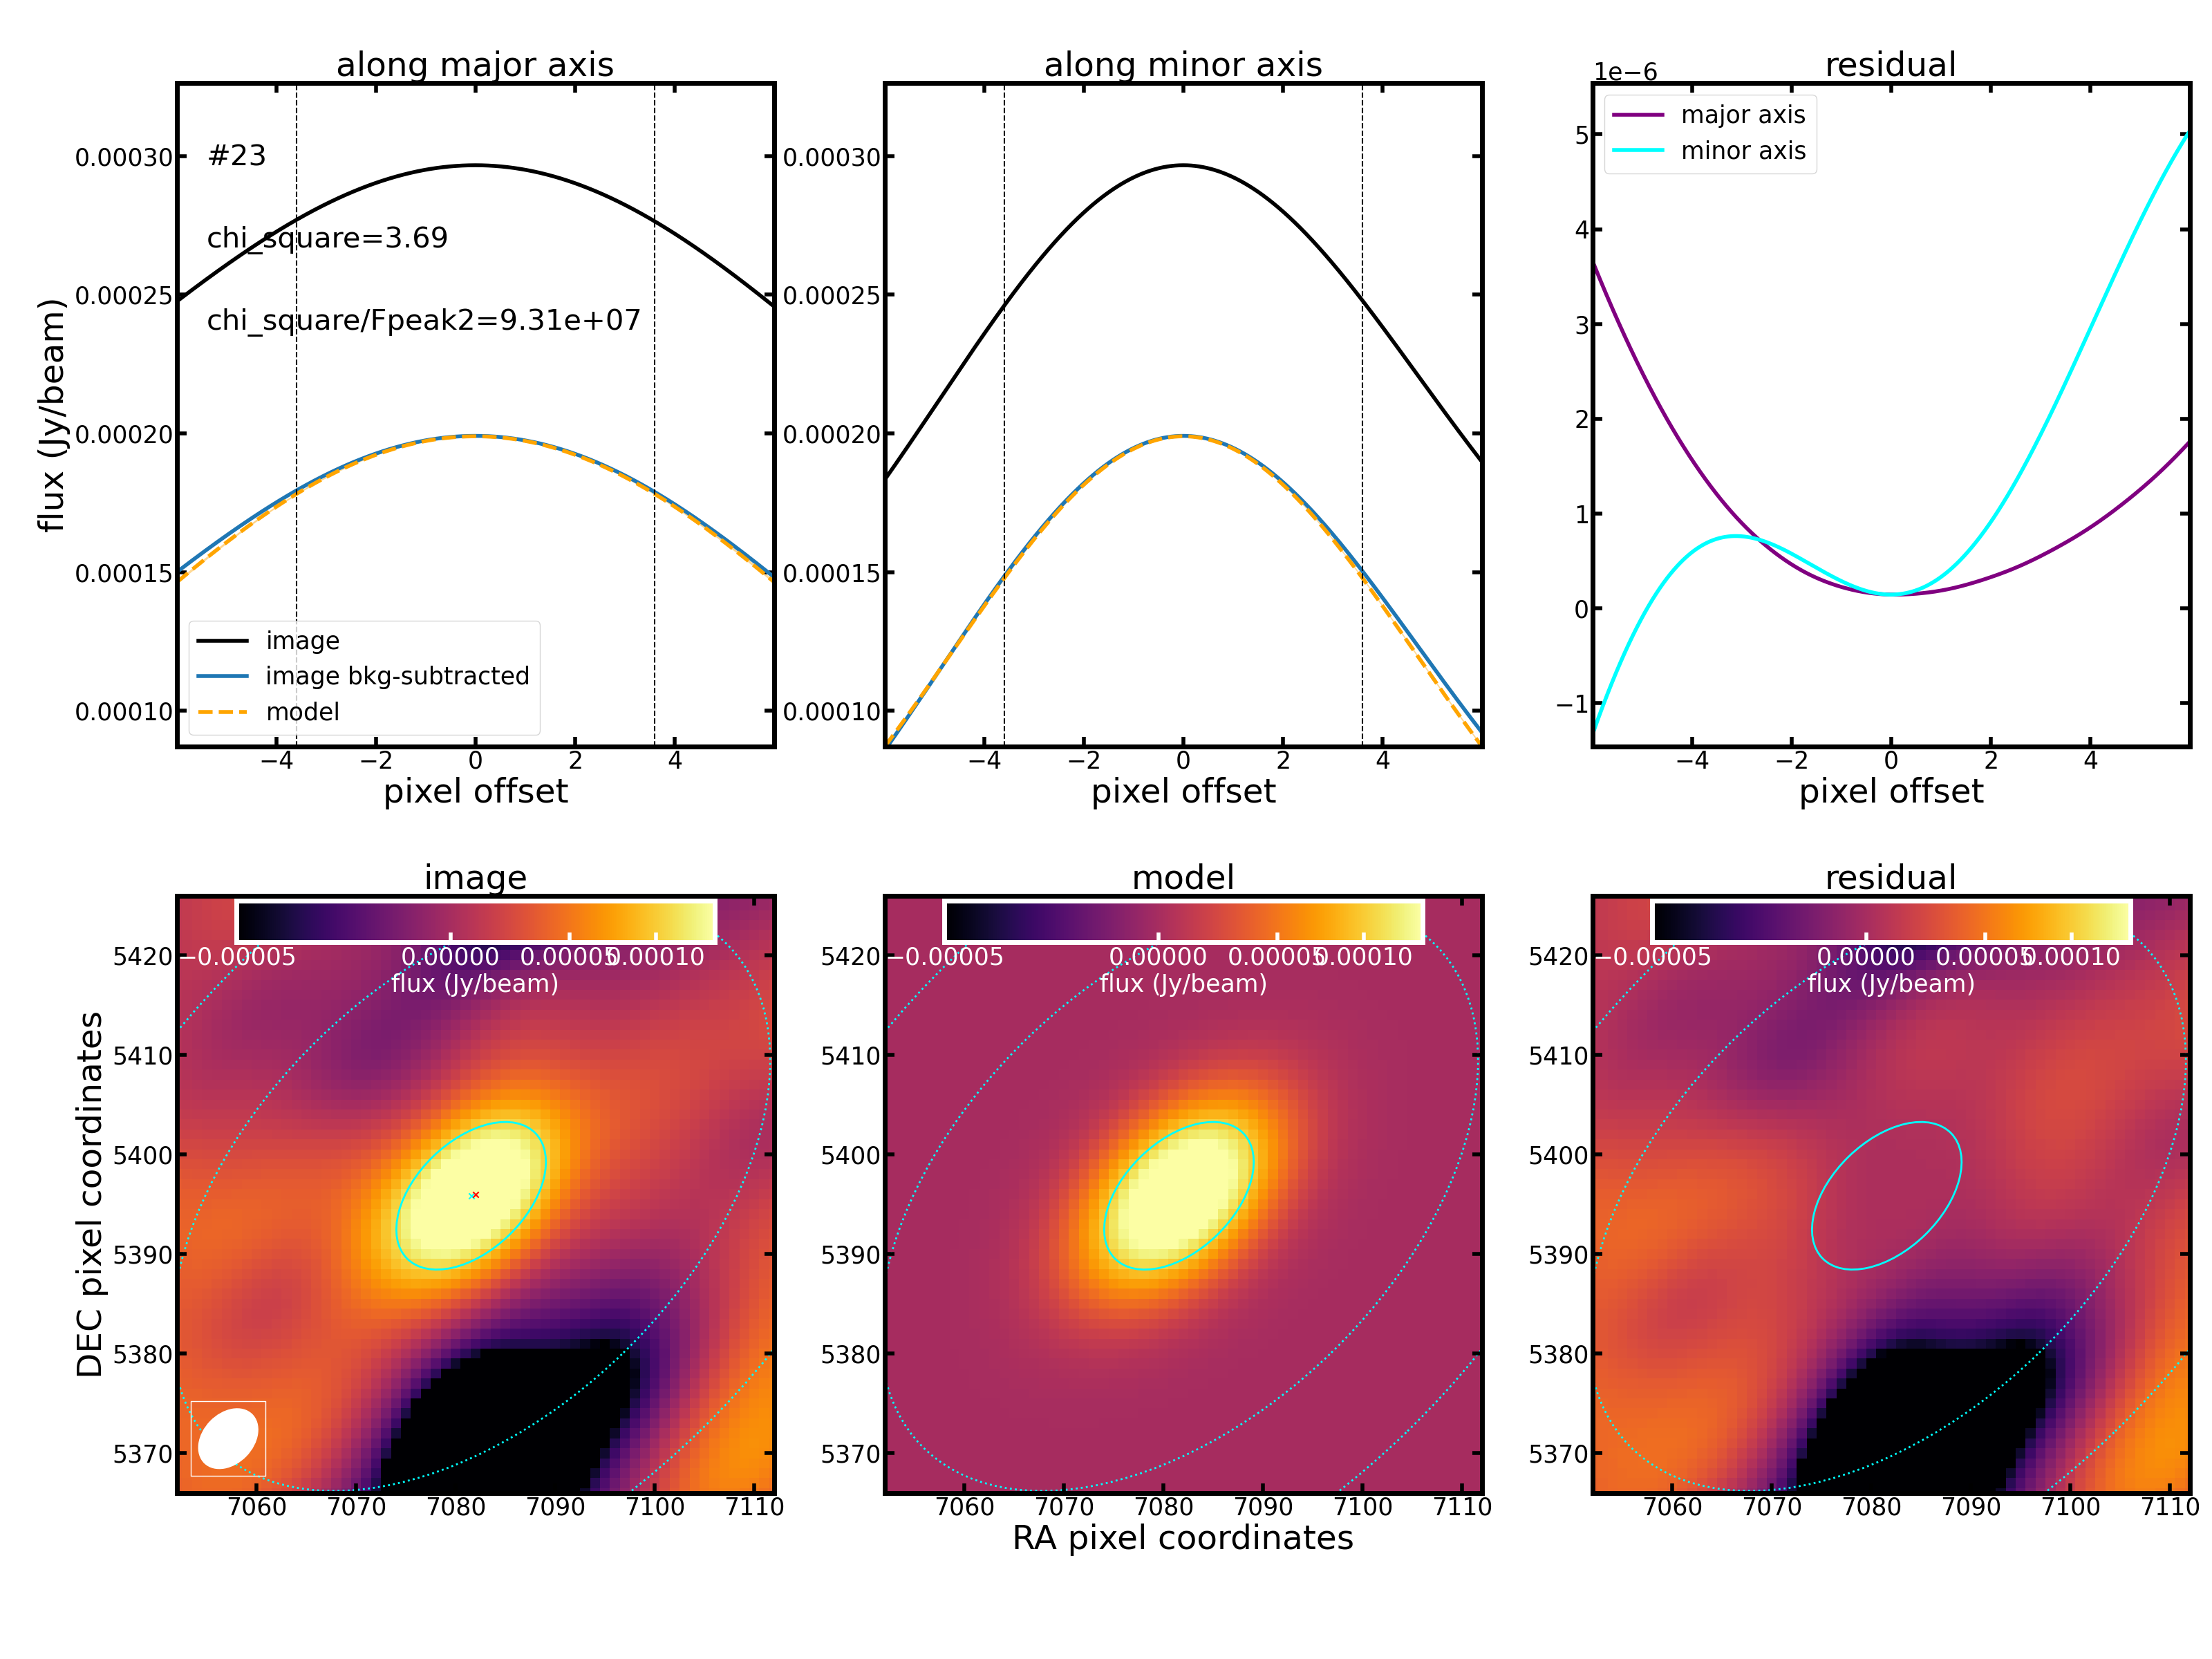 along major axis
along minor axis
residual
1e−6
#23
chi_square=3.69
chi_square/Fpeak2=9.31e+07
image
image bkg-subtracted
model
0.00030
0.00025
0.00020
0.00015
0.00010
flux (Jy/beam)
−4 −2 0 2 4
pixel offset
0.00030
0.00025
0.00020
0.00015
0.00010
−4 −2 0 2 4
pixel offset
major axis
minor axis
5
4
3
2
1
0
−1
−4 −2 0 2 4
pixel offset
image
−0.00005 0.00000 0.00005 0.00010
flux (Jy/beam)
5420
5410
5400
5390
5380
5370
DEC pixel coordinates
7060 7070 7080 7090 7100 7110
model
−0.00005 0.00000 0.00005 0.00010
flux (Jy/beam)
5420
5410
5400
5390
5380
5370
7060 7070 7080 7090 7100 7110
RA pixel coordinates
residual
−0.00005 0.00000 0.00005 0.00010
flux (Jy/beam)
5420
5410
5400
5390
5380
5370
7060 7070 7080 7090 7100 7110